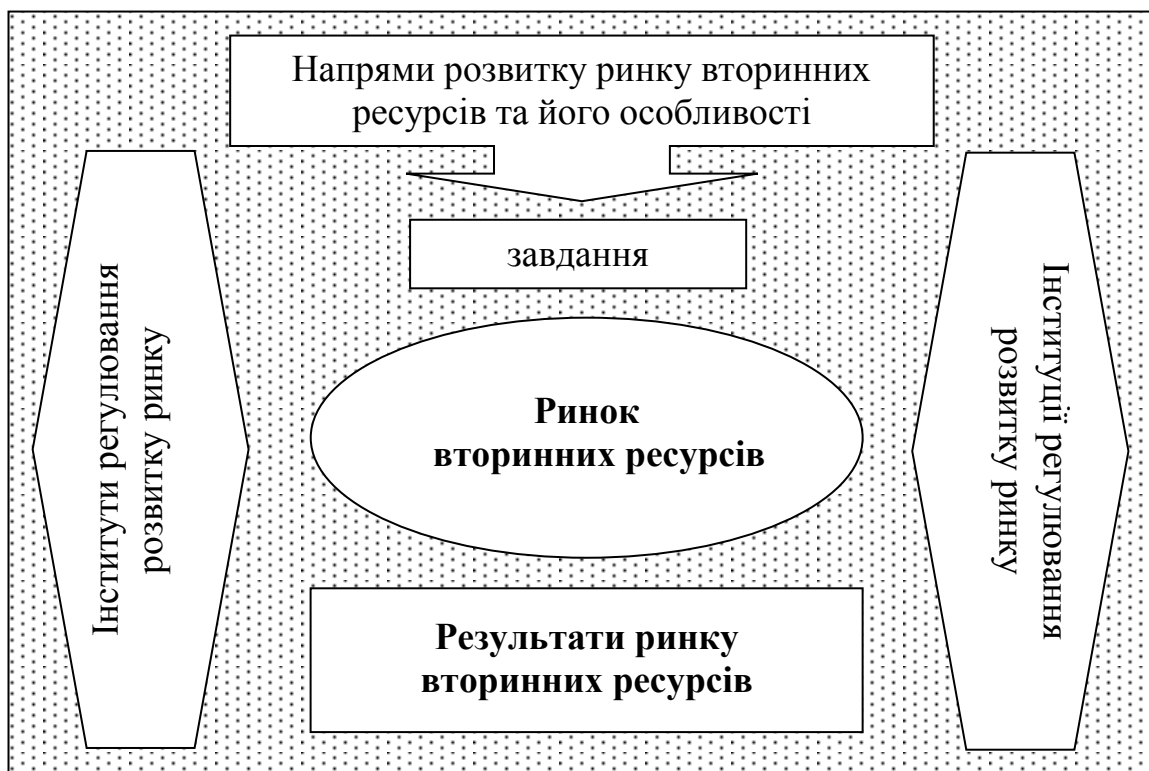 Напрями розвитку ринку вторинних
ресурсів та його особливості
завдання
Інститути регулювання
розвитку ринку
Ринок
вторинних ресурсів
Інституції регулювання
розвитку ринку
Результати ринку
вторинних ресурсів